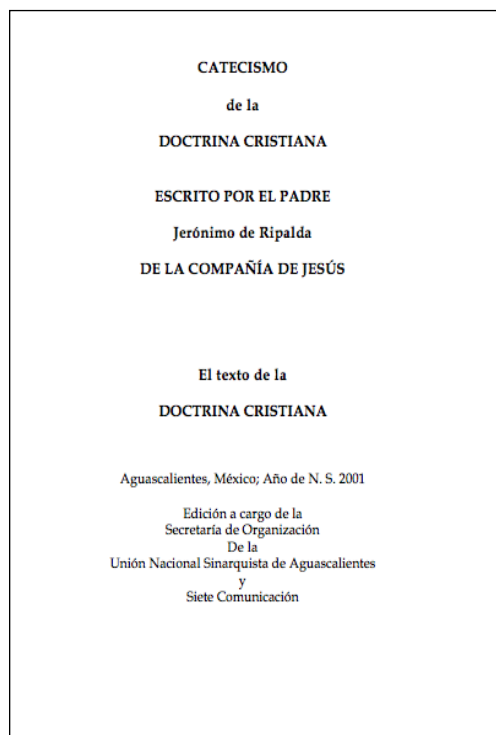 CATECISMO
de la
DOCTRINA CRISTIANA
ESCRITO POR EL PADRE
Jerónimo de Ripalda
DE LA COMPAÑÍA DE JESÚS
El texto de la
DOCTRINA CRISTIANA
Aguascalientes, México; Año de N. S. 2001
Edición a cargo de la
Secretaría de Organización
De la
Unión Nacional Sinarquista de Aguascalientes
y
Siete Comunicación